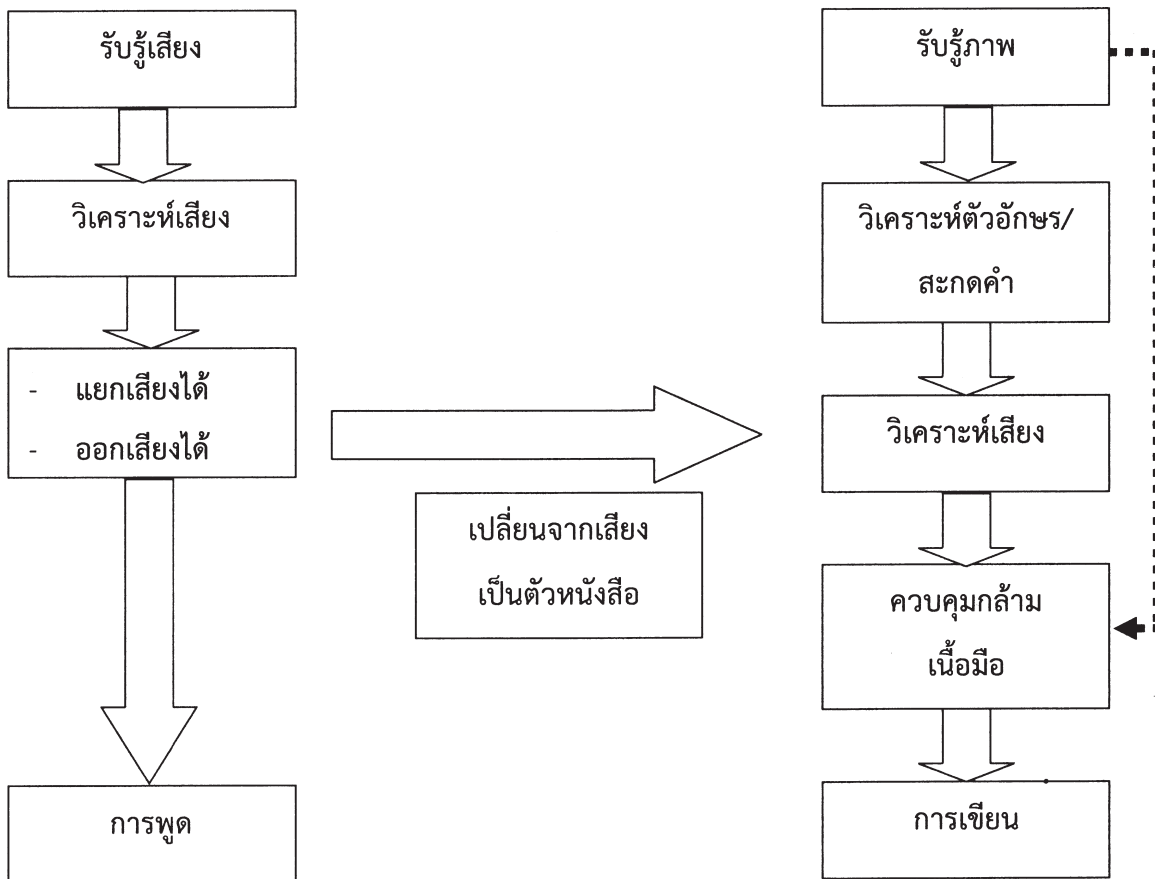 รับรู้เสียง
วิเคราะห์เสียง
- แยกเสียงได้
- ออกเสียงได้
การพูด
เปลี่ยนจากเสียง
เป็นตัวหนังสือ
รับรู้ภาพ
วิเคราะห์ตัวอักษร/
สะกดคำ
วิเคราะห์เสียง
ควบคุมกล้าม
เนื้อมือ
การเขียน